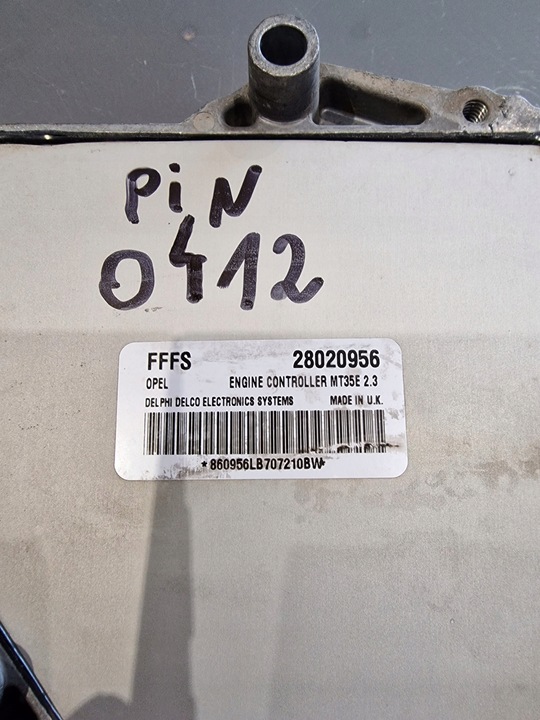 PiN
0412
FFFS 28020956
OPEL ENGINE CONTROLLER MT35E 2.3
DELPHI DELCO ELECTRONICS SYSTEMS MADE IN U.K.
*860956LB707210BW*